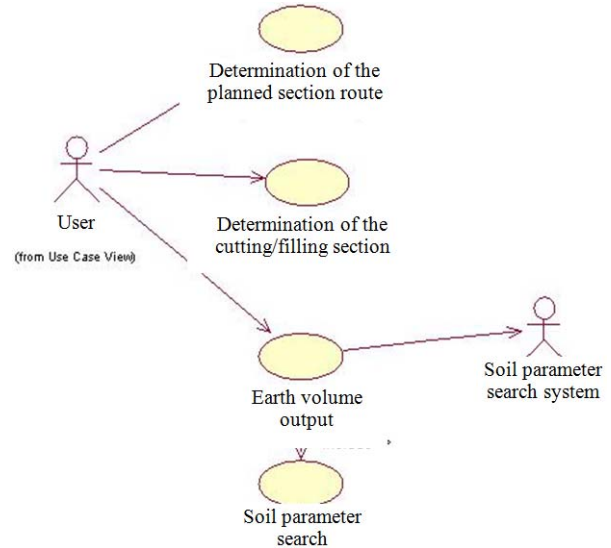 Determination of the
planned section route
User
(from Use Case View)
Determination of the
cutting/filling section
Soil parameter
search system
Earth volume
output
Soil parameter
search